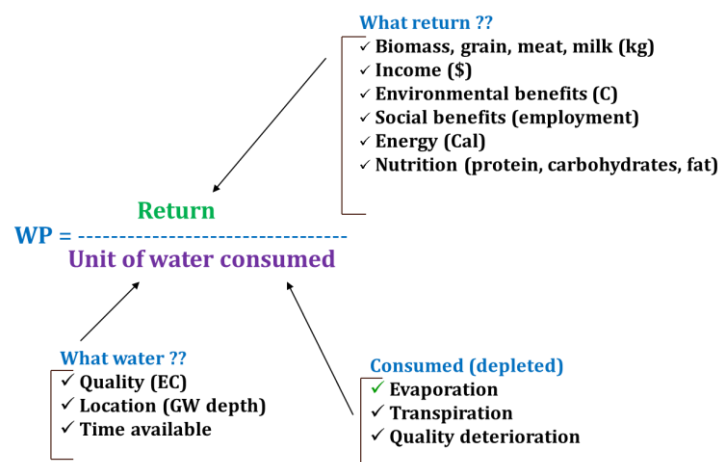 What return ??
✓ Biomass, grain, meat, milk (kg)
✓ Income ($)
✓ Environmental benefits (C)
✓ Social benefits (employment)
✓ Energy (Cal)
✓ Nutrition (protein, carbohydrates, fat)
Return
WP = ---------------------------------
Unit of water consumed
What water ??
✓ Quality (EC)
✓ Location (GW depth)
✓ Time available
Consumed (depleted)
✓ Evaporation
✓ Transpiration
✓ Quality deterioration